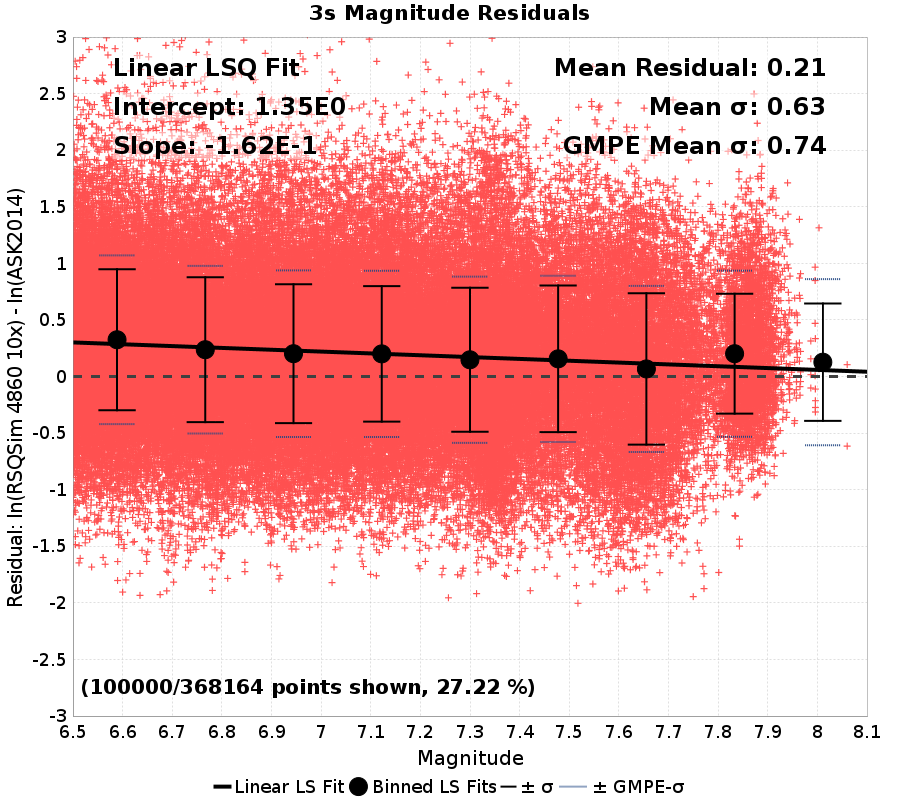 3s Magnitude Residuals
Linear LSQ Fit
Intercept: 1.35E0
Slope: -1.62E-1
Mean Residual: 0.21
Mean σ: 0.63
GMPE Mean σ: 0.74
Residual: ln(RSQSim 4860 10x) - ln(ASK2014)
3
2.5
2
1.5
1
0.5
0
-0.5
-1
-1.5
-2
-2.5
-3
(100000/368164 points shown, 27.22 %)
6.5 6.6 6.7 6.8 6.9 7 7.1 7.2 7.3 7.4 7.5 7.6 7.7 7.8 7.9 8 8.1
Magnitude
Linear LS Fit Binned LS Fits ± σ ± GMPE-σ